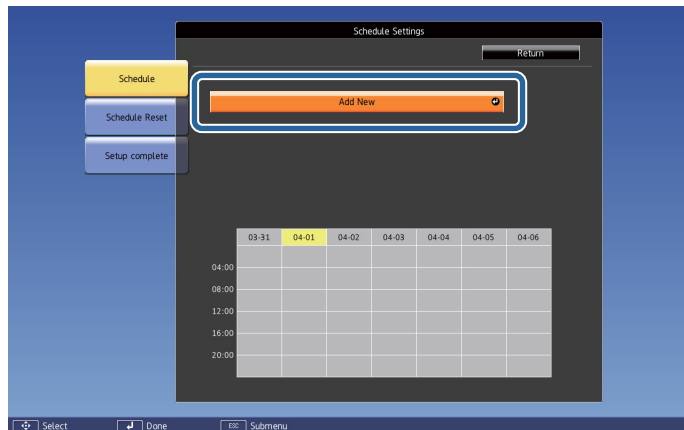 Schedule Settings
Return
Schedule
Add New
Schedule Reset
Setup complete
03-31 04-01 04-02 04-03 04-04 04-05 04-06
04:00
08:00
12:00
16:00
20:00
Select Done ESC Submenu